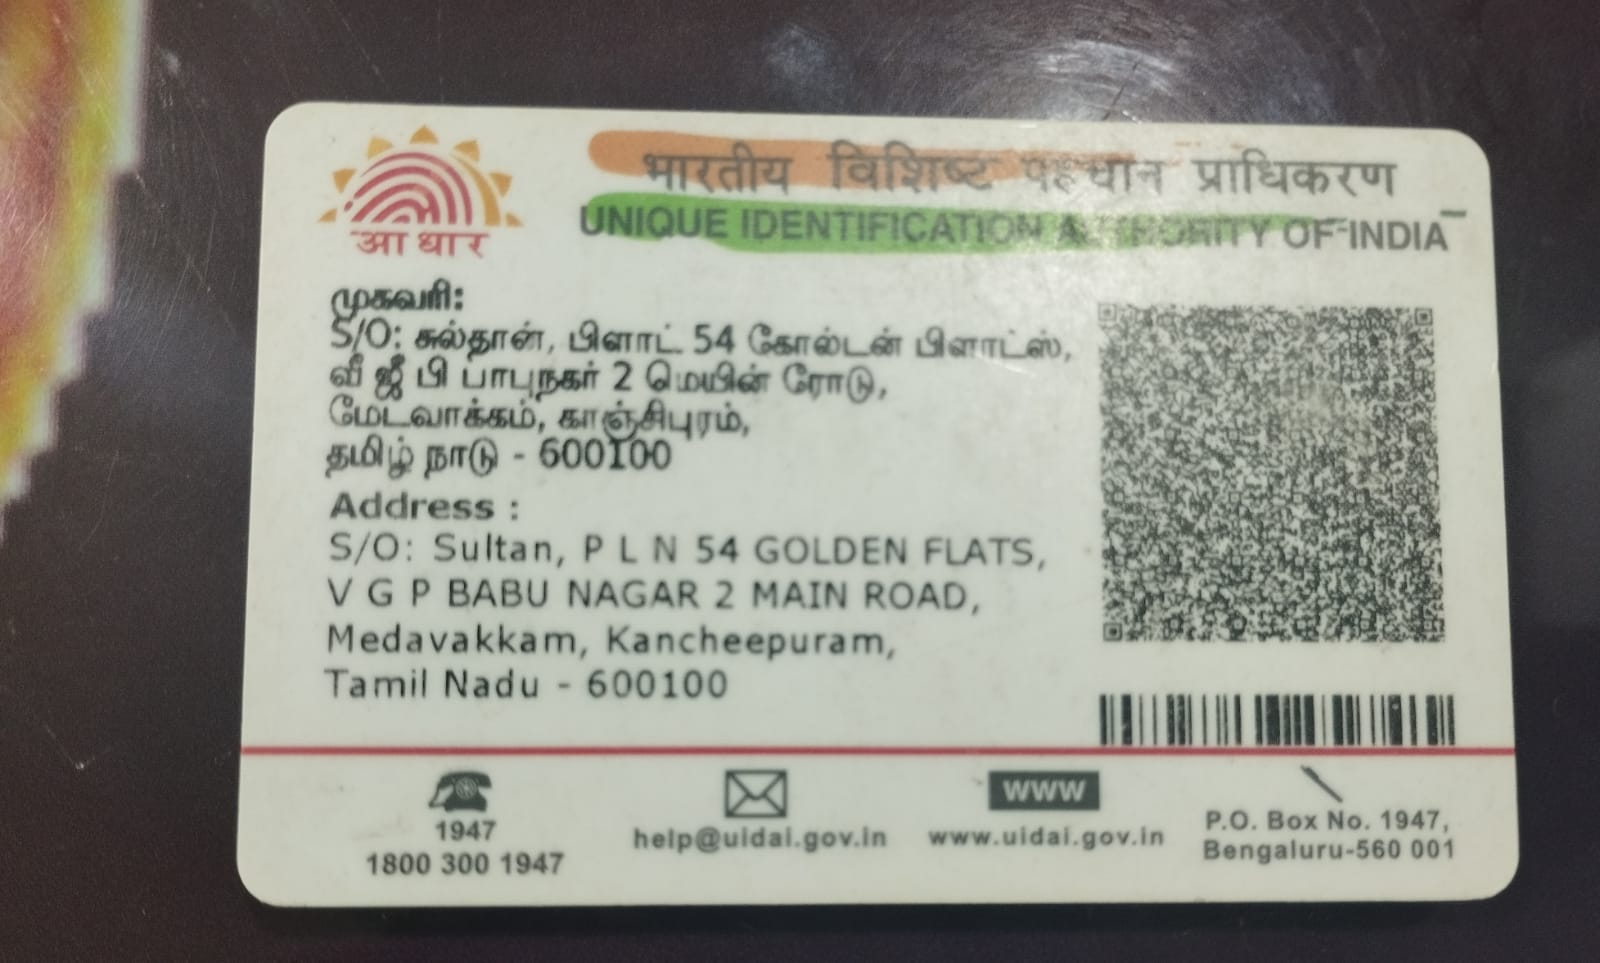 आधार
भारतीय विशिष्ट पहचान प्राधिकरण
UNIQUE IDENTIFICATION AUTHORITY OF INDIA
முகவரி:
S/O: சுல்தான், பிளாட் 54 கோல்டன் பிளாட்ஸ்,
வீ ஜீ பி பாபுநகர் 2 மெயின் ரோடு,
மேடவாக்கம், காஞ்சிபுரம்,
தமிழ் நாடு - 600100
Address :
S/O: Sultan, P L N 54 GOLDEN FLATS,
V G P BABU NAGAR 2 MAIN ROAD,
Medavakkam, Kancheepuram,
Tamil Nadu - 600100
1947
1800 300 1947
help@uidai.gov.in
WWW
www.uidai.gov.in
P.O. Box No. 1947,
Bengaluru-560 001